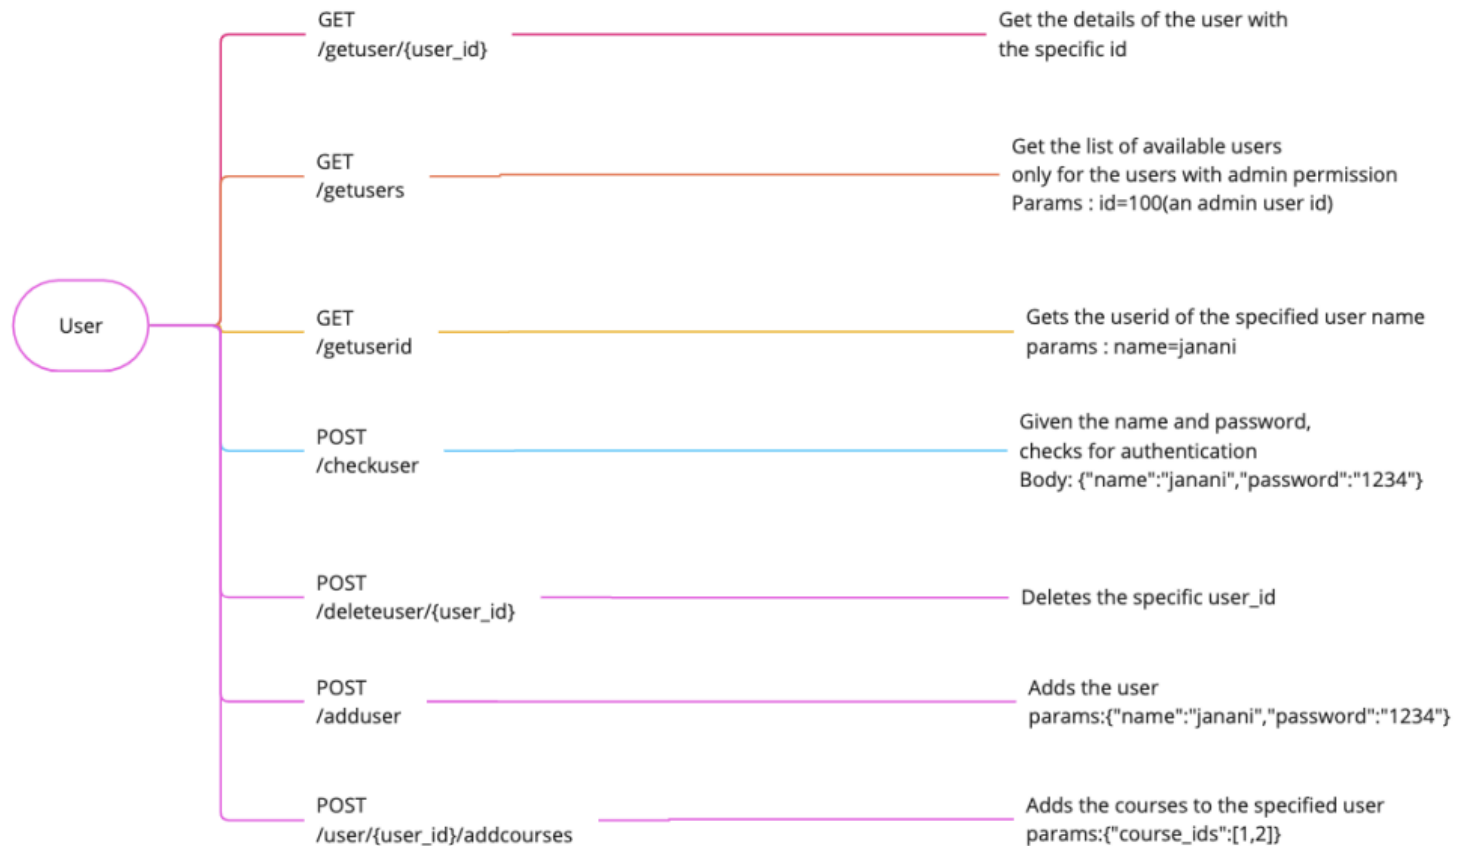 User
GET
/getuser/{user_id}
Get the details of the user with
the specific id
GET
/getusers
Get the list of available users
only for the users with admin permission
Params : id=100(an admin user id)
GET
/getuserid
Gets the userid of the specified user name
params : name=janani
POST
/checkuser
Given the name and password,
checks for authentication
Body: {"name":"janani","password":"1234"}
POST
/deleteuser/{user_id}
Deletes the specific user_id
POST
/adduser
Adds the user
params:{"name":"janani","password":"1234"}
POST
/user/{user_id}/addcourses
Adds the courses to the specified user
params:{"course_ids":[1,2]}